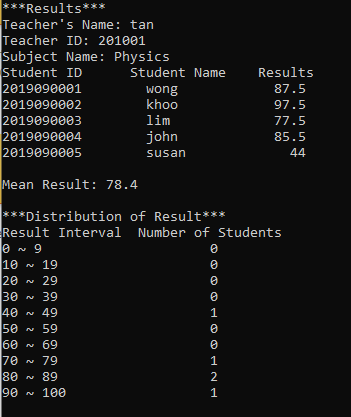 ***Results***
Teacher's Name: tan
Teacher ID: 201001
Subject Name: Physics
Student ID Student Name Results
2019090001 wong 87.5
2019090002 khoo 97.5
2019090003 lim 77.5
2019090004 john 85.5
2019090005 susan 44
Mean Result: 78.4
***Distribution of Result***
Result Interval Number of Students
0 ~ 9 0
10 ~ 19 0
20 ~ 29 0
30 ~ 39 0
40 ~ 49 1
50 ~ 59 0
60 ~ 69 0
70 ~ 79 1
80 ~ 89 2
90 ~ 100 1